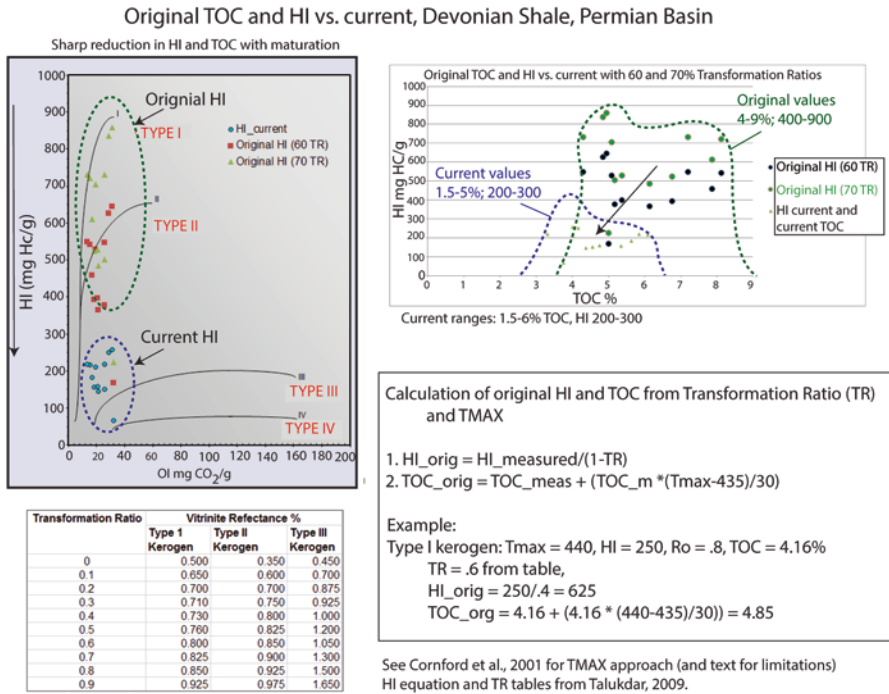 Original TOC and HI vs. current, Devonian Shale, Permian Basin
Sharp reduction in HI and TOC with maturation
1000
900
800
700
600
500
400
300
200
100
0
HI (mg Hc/g)
Orignial HI
I
TYPE I
HI_current
Original HI (60 TR)
Original HI (70 TR)
II
TYPE II
Current HI
III
TYPE III
IV
TYPE IV
0 20 40 60 80 100 120 140 160 180 200
OI mg CO2/g
Original TOC and HI vs. current with 60 and 70% Transformation Ratios
1000
900
800
700
600
500
400
300
200
100
0
HI mg HC/g
Original values
4-9%; 400-900
Current values
1.5-5%; 200-300
Original HI (60 TR)
Original HI (70 TR)
HI current and
current TOC
0 1 2 3 4 5 6 7 8 9
TOC %
Current ranges: 1.5-6% TOC, HI 200-300
Transformation Ratio Vitrinite Refectance %
Type 1 Type II Type III
Kerogen Kerogen Kerogen
0 0.500 0.350 0.450
0.1 0.650 0.600 0.700
0.2 0.700 0.700 0.875
0.3 0.710 0.750 0.925
0.4 0.730 0.800 1.000
0.5 0.760 0.825 1.200
0.6 0.800 0.850 1.050
0.7 0.825 0.900 1.300
0.8 0.850 0.925 1.500
0.9 0.925 0.975 1.650
Calculation of original HI and TOC from Transformation Ratio (TR)
and TMAX
1. HI_orig = HI_measured/(1-TR)
2. TOC_orig = TOC_meas + (TOC_m *(Tmax-435)/30)
Example:
Type I kerogen: Tmax = 440, HI = 250, Ro = .8, TOC = 4.16%
TR = .6 from table,
HI_orig = 250/.4 = 625
TOC_org = 4.16 + (4.16 * (440-435)/30)) = 4.85
See Cornford et al., 2001 for TMAX approach (and text for limitations)
HI equation and TR tables from Talukdar, 2009.